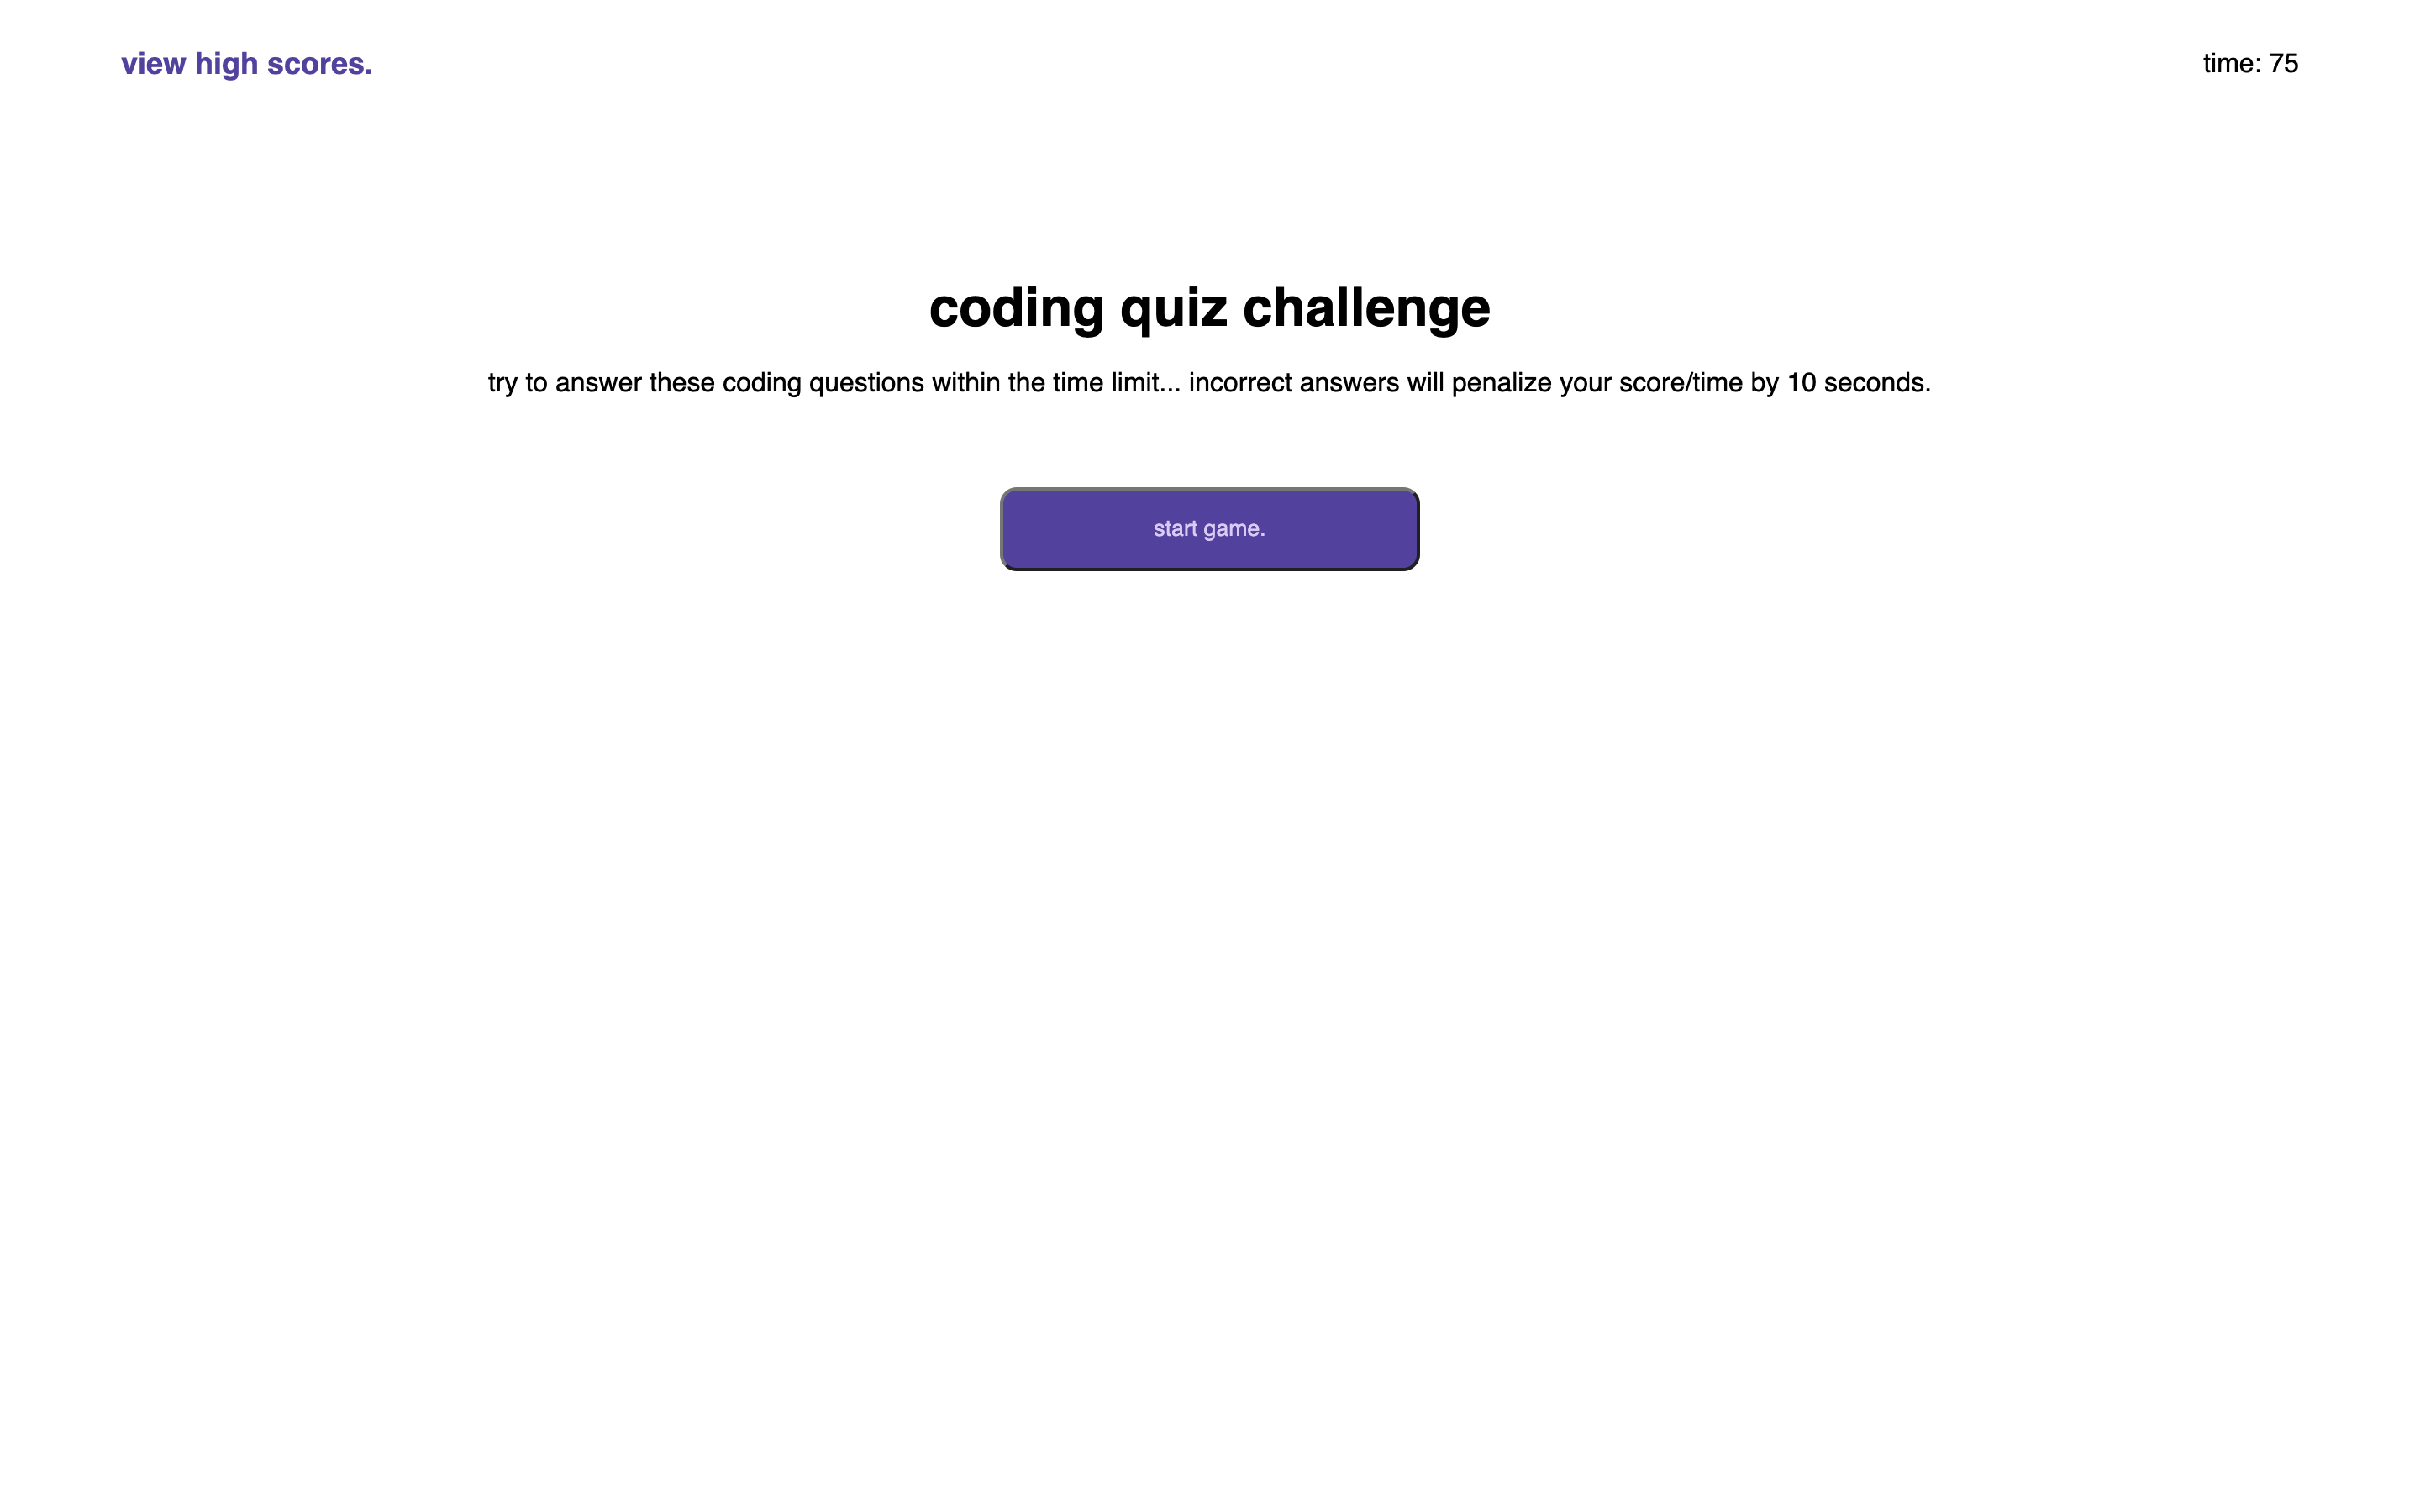 view high scores.
time: 75
coding quiz challenge
try to answer these coding questions within the time limit... incorrect answers will penalize your score/time by 10 seconds.
start game.